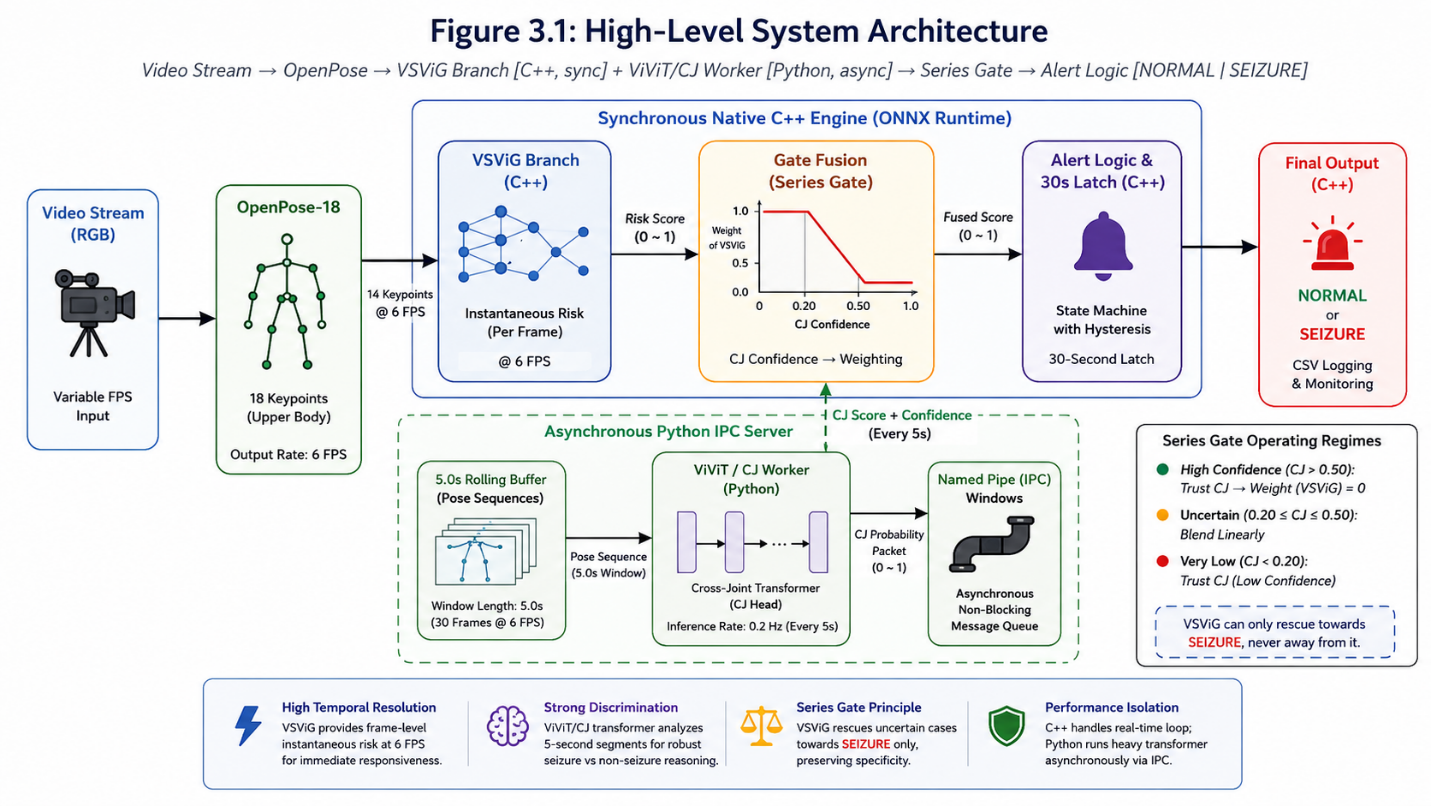 Figure 3.1: High-Level System Architecture
Video Stream → OpenPose → VSViG Branch [C++, sync] + ViViT/CJ Worker [Python, async] → Series Gate → Alert Logic [NORMAL | SEIZURE]
Synchronous Native C++ Engine (ONNX Runtime)
Video Stream
(RGB)
Variable FPS
Input
OpenPose-18
18 Keypoints
(Upper Body)
Output Rate: 6 FPS
14 Keypoints
@ 6 FPS
VSViG Branch
(C++)
Instantaneous Risk
(Per Frame)
@ 6 FPS
Risk Score
(0 ~ 1)
Gate Fusion
(Series Gate)
1.0
Weight
of VSViG
0.5
0.0
0
0.20
0.50
1.0
CJ Confidence
CJ Confidence → Weighting
Fused Score
(0 ~ 1)
Alert Logic &
30s Latch (C++)
State Machine
with Hysteresis
30-Second Latch
Final Output
(C++)
NORMAL
or
SEIZURE
CSV Logging
& Monitoring
CJ Score + Confidence
(Every 5s)
Asynchronous Python IPC Server
5.0s Rolling Buffer
(Pose Sequences)
Window Length: 5.0s
(30 Frames @ 6 FPS)
Pose Sequence
(5.0s Window)
ViViT / CJ Worker
(Python)
...
Cross-Joint Transformer
(CJ Head)
Inference Rate: 0.2 Hz (Every 5s)
CJ Probability
Packet
(0 ~ 1)
Named Pipe (IPC)
Windows
Asynchronous
Non-Blocking
Message Queue
Series Gate Operating Regimes
High Confidence (CJ > 0.50):
Trust CJ → Weight (VSViG) = 0
Uncertain (0.20 ≤ CJ ≤ 0.50):
Blend Linearly
Very Low (CJ < 0.20):
Trust CJ (Low Confidence)
VSViG can only rescue towards
SEIZURE, never away from it.
High Temporal Resolution
VSViG provides frame-level
instantaneous risk at 6 FPS
for immediate responsiveness.
Strong Discrimination
ViViT/CJ transformer analyzes
5-second segments for robust
seizure vs non-seizure reasoning.
Series Gate Principle
VSViG rescues uncertain cases
towards SEIZURE only,
preserving specificity.
Performance Isolation
C++ handles real-time loop;
Python runs heavy transformer
asynchronously via IPC.